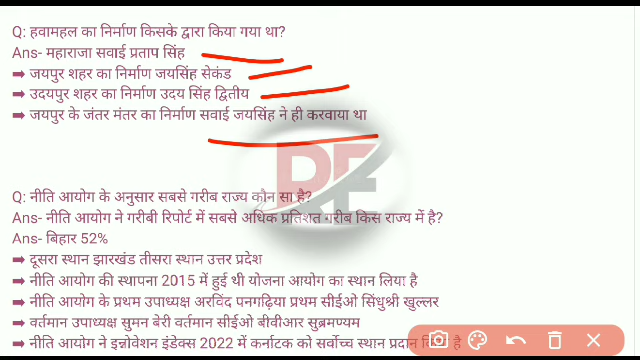 Q: हवामहल का निर्माण किसके द्वारा किया गया था?
Ans- महाराजा सवाई प्रताप सिंह
➡ जयपुर शहर का निर्माण जयसिंह सेकंड
➡ उदयपुर शहर का निर्माण उदय सिंह द्वितीय
➡ जयपुर के जंतर मंतर का निर्माण सवाई जयसिंह ने ही करवाया था
Q: नीति आयोग के अनुसार सबसे गरीब राज्य कौन सा है?
Ans- नीति आयोग ने गरीबी रिपोर्ट में सबसे अधिक प्रतिशत गरीब किस राज्य में है?
Ans- बिहार 52%
➡ दूसरा स्थान झारखंड तीसरा स्थान उत्तर प्रदेश
➡ नीति आयोग की स्थापना 2015 में हुई थी योजना आयोग का स्थान लिया है
➡ नीति आयोग के प्रथम उपाध्यक्ष अरविंद पनगढ़िया प्रथम सीईओ सिंधुश्री खुल्लर
➡ वर्तमान उपाध्यक्ष सुमन बेरी वर्तमान सीईओ बीवीआर सुब्रमण्यम
➡ नीति आयोग ने इन्नोवेशन इंडेक्स 2022 में कर्नाटक को सर्वोच्च स्थान प्रदान है